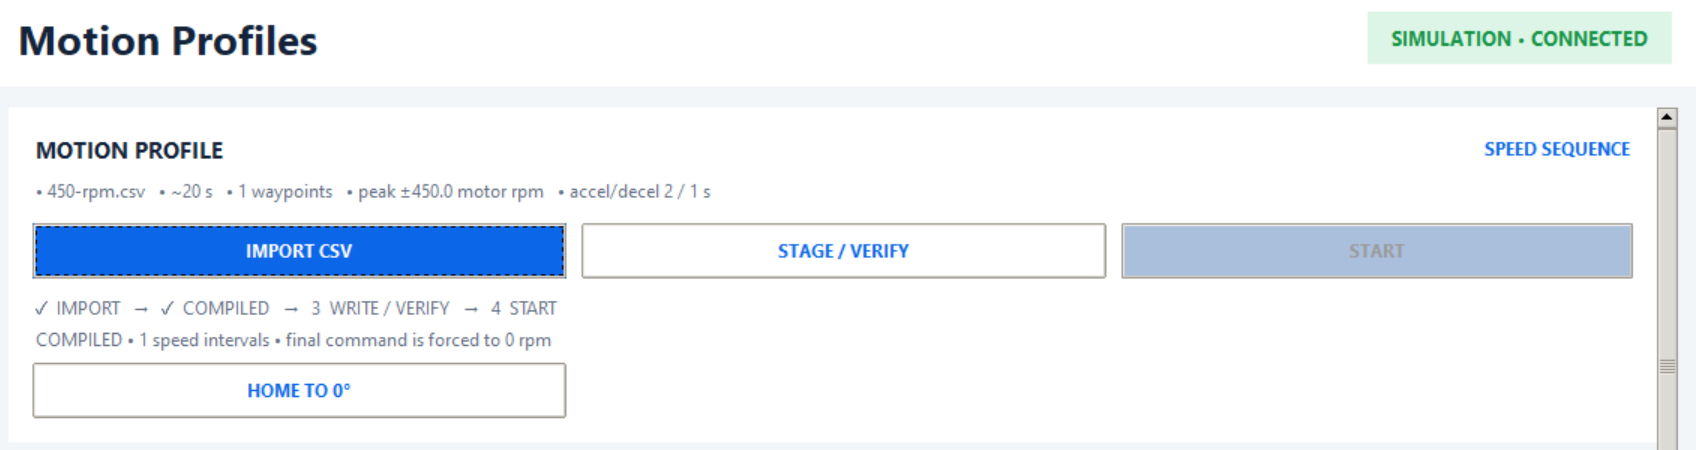 Motion Profiles
SIMULATION • CONNECTED
MOTION PROFILE
SPEED SEQUENCE
• 450-rpm.csv • ~20 s • 1 waypoints • peak ±450.0 motor rpm • accel/decel 2 / 1 s
IMPORT CSV
STAGE / VERIFY
START
✓ IMPORT → ✓ COMPILED → 3 WRITE / VERIFY → 4 START
COMPILED • 1 speed intervals • final command is forced to 0 rpm
HOME TO 0°